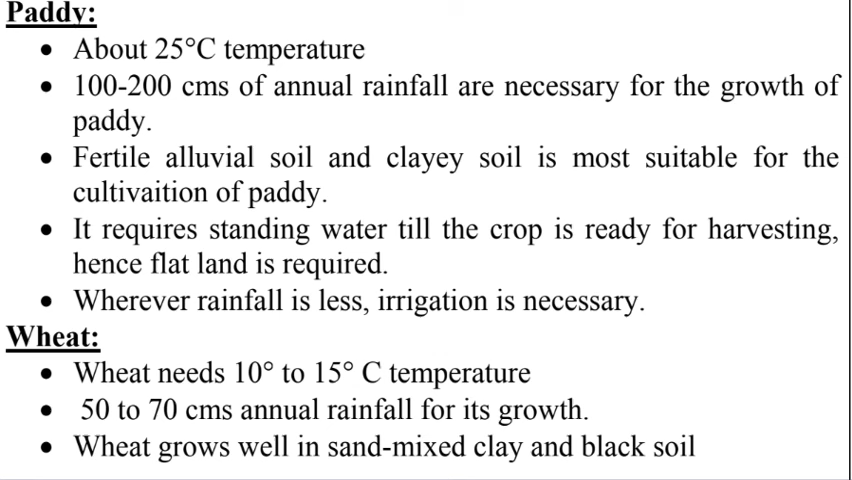 Paddy:
• About 25°C temperature
• 100-200 cms of annual rainfall are necessary for the growth of
paddy.
• Fertile alluvial soil and clayey soil is most suitable for the
cultivaition of paddy.
• It requires standing water till the crop is ready for harvesting,
hence flat land is required.
• Wherever rainfall is less, irrigation is necessary.
Wheat:
• Wheat needs 10° to 15° C temperature
• 50 to 70 cms annual rainfall for its growth.
• Wheat grows well in sand-mixed clay and black soil